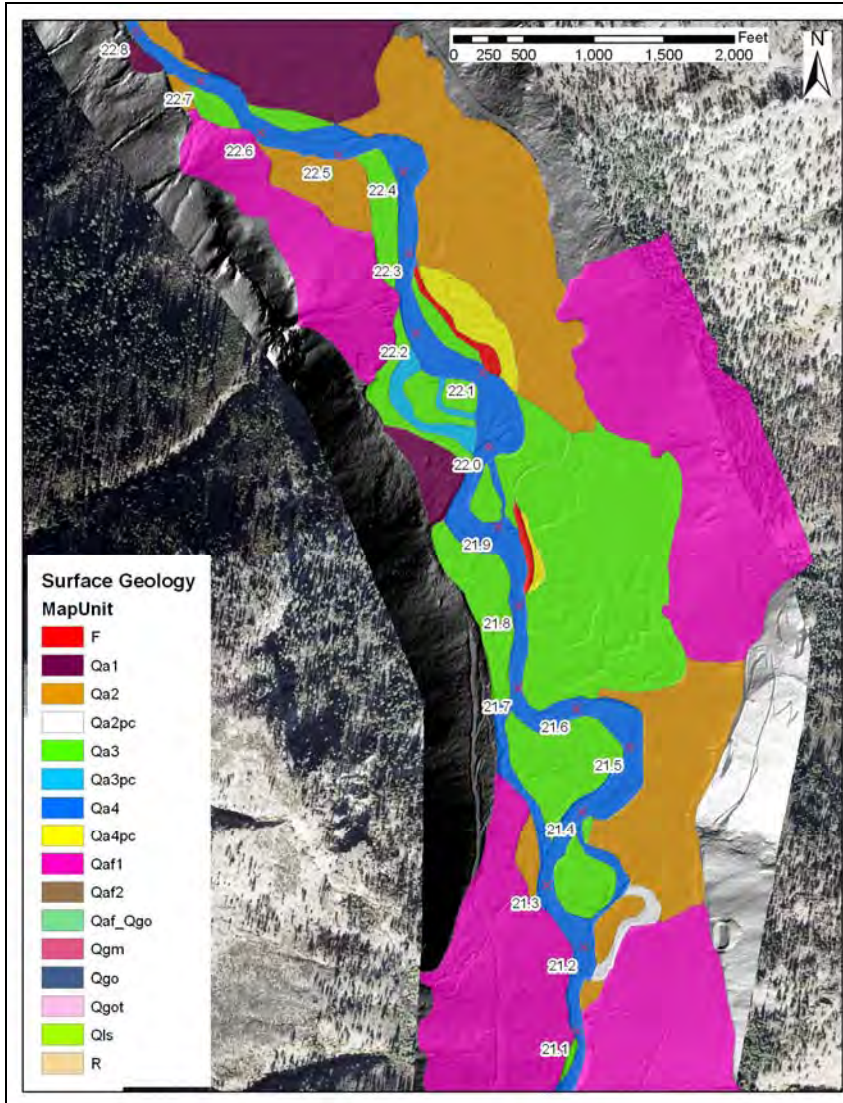 Feet
0 250 500 1,000 1,500 2,000
N
22.8
22.7
22.6
22.5
22.4
22.3
22.2
22.1
22.0
21.9
21.8
21.7
21.6
21.5
21.4
21.3
21.2
21.1
Surface Geology
MapUnit
F
Qa1
Qa2
Qa2pc
Qa3
Qa3pc
Qa4
Qa4pc
Qaf1
Qaf2
Qaf_Qgo
Qgm
Qgo
Qgot
Qls
R